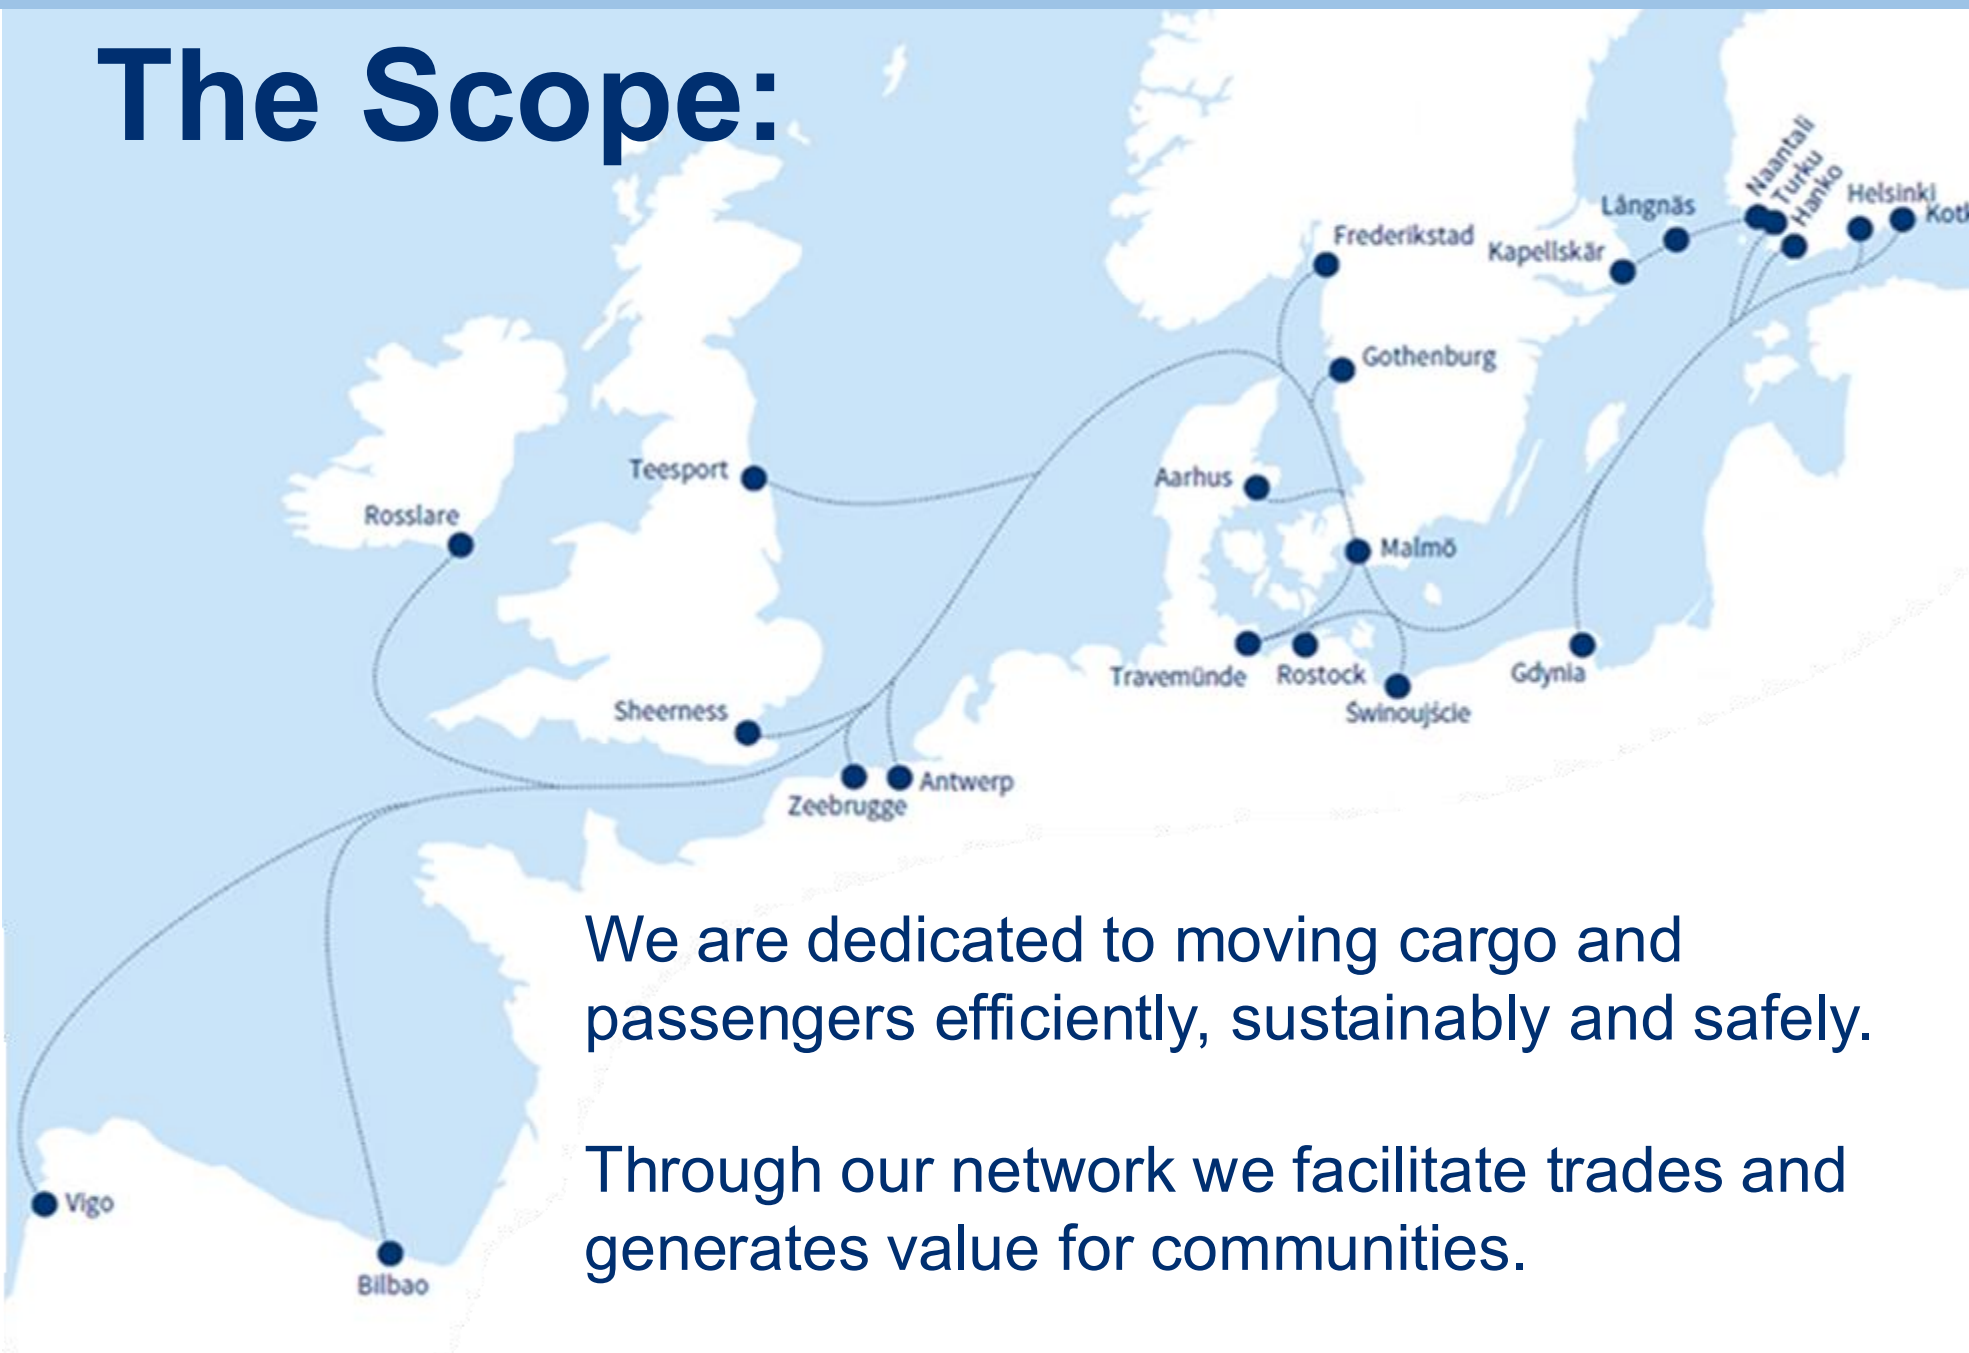 The Scope:
Naantali
Turku
Hanko
Helsinki
Långnäs
Frederikstad
Kapellskär
Gothenburg
Teesport
Aarhus
Rosslare
Malmö
Travemünde
Rostock
Gdynia
Sheerness
Świnoujście
Antwerp
Zeebrugge
We are dedicated to moving cargo and
passengers efficiently, sustainably and safely.
Through our network we facilitate trades and
generates value for communities.
Vigo
Bilbao